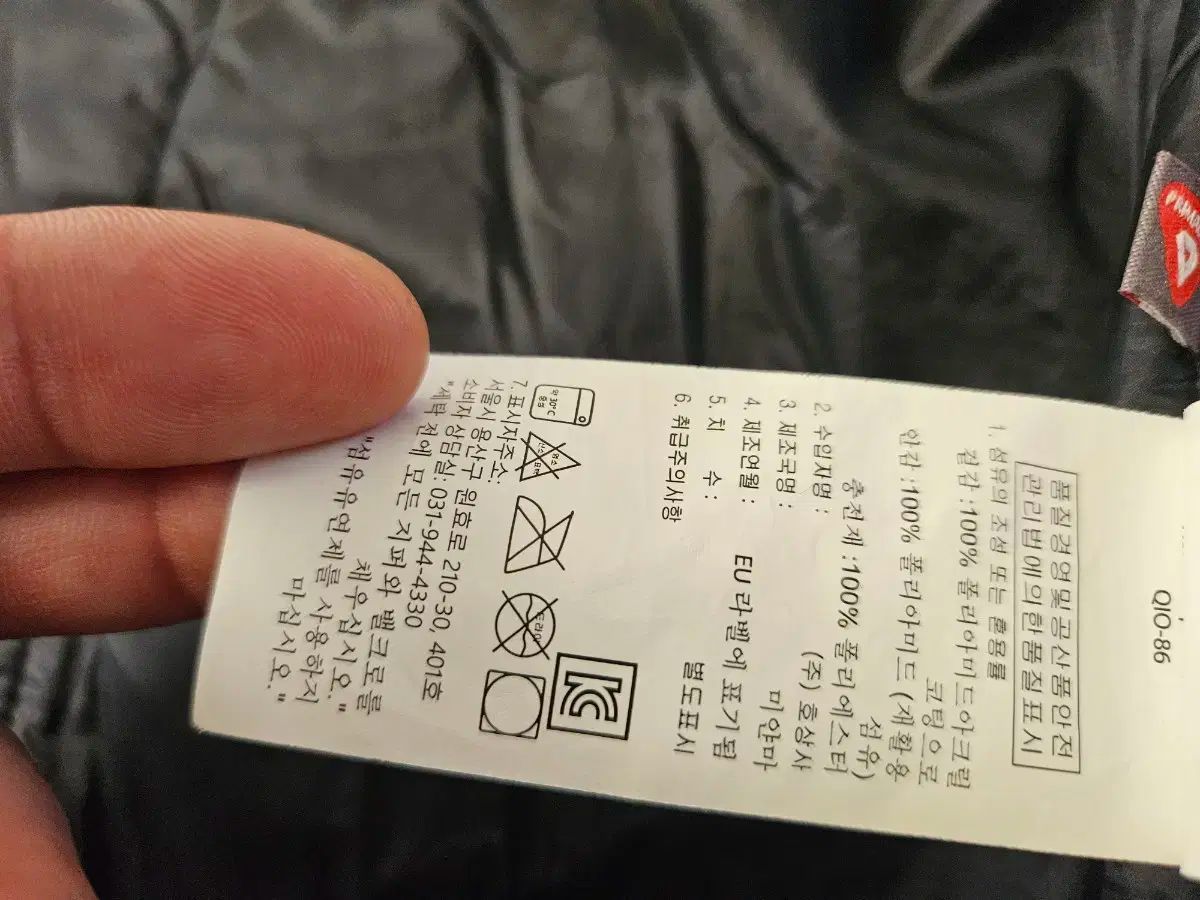 QIO-86
품질경영및공산품안전
관리법에의한품질표시
1. 섬유의 조성 또는 혼용률
겉감 :100% 폴리아미드아크릴
코팅으로
안감 :100% 폴리아미드 (재활용
섬유)
충전재 :100% 폴리에스터
2. 수입자명 : (주) 호상사
3. 제조국명 : 미얀마
4. 제조연월 : EU 라벨에 표기됨
5. 치 수 : 별도표시
6. 취급주의사항
약 30℃
중성
염소
드라이
7. 표시자주소:
서울시 용산구 원효로 210-30, 401호
소비자 상담실: 031-944-4330
"세탁 전에 모든 지퍼와 벨크로를
채우십시오."
"섬유유연제를 사용하지
마십시오."